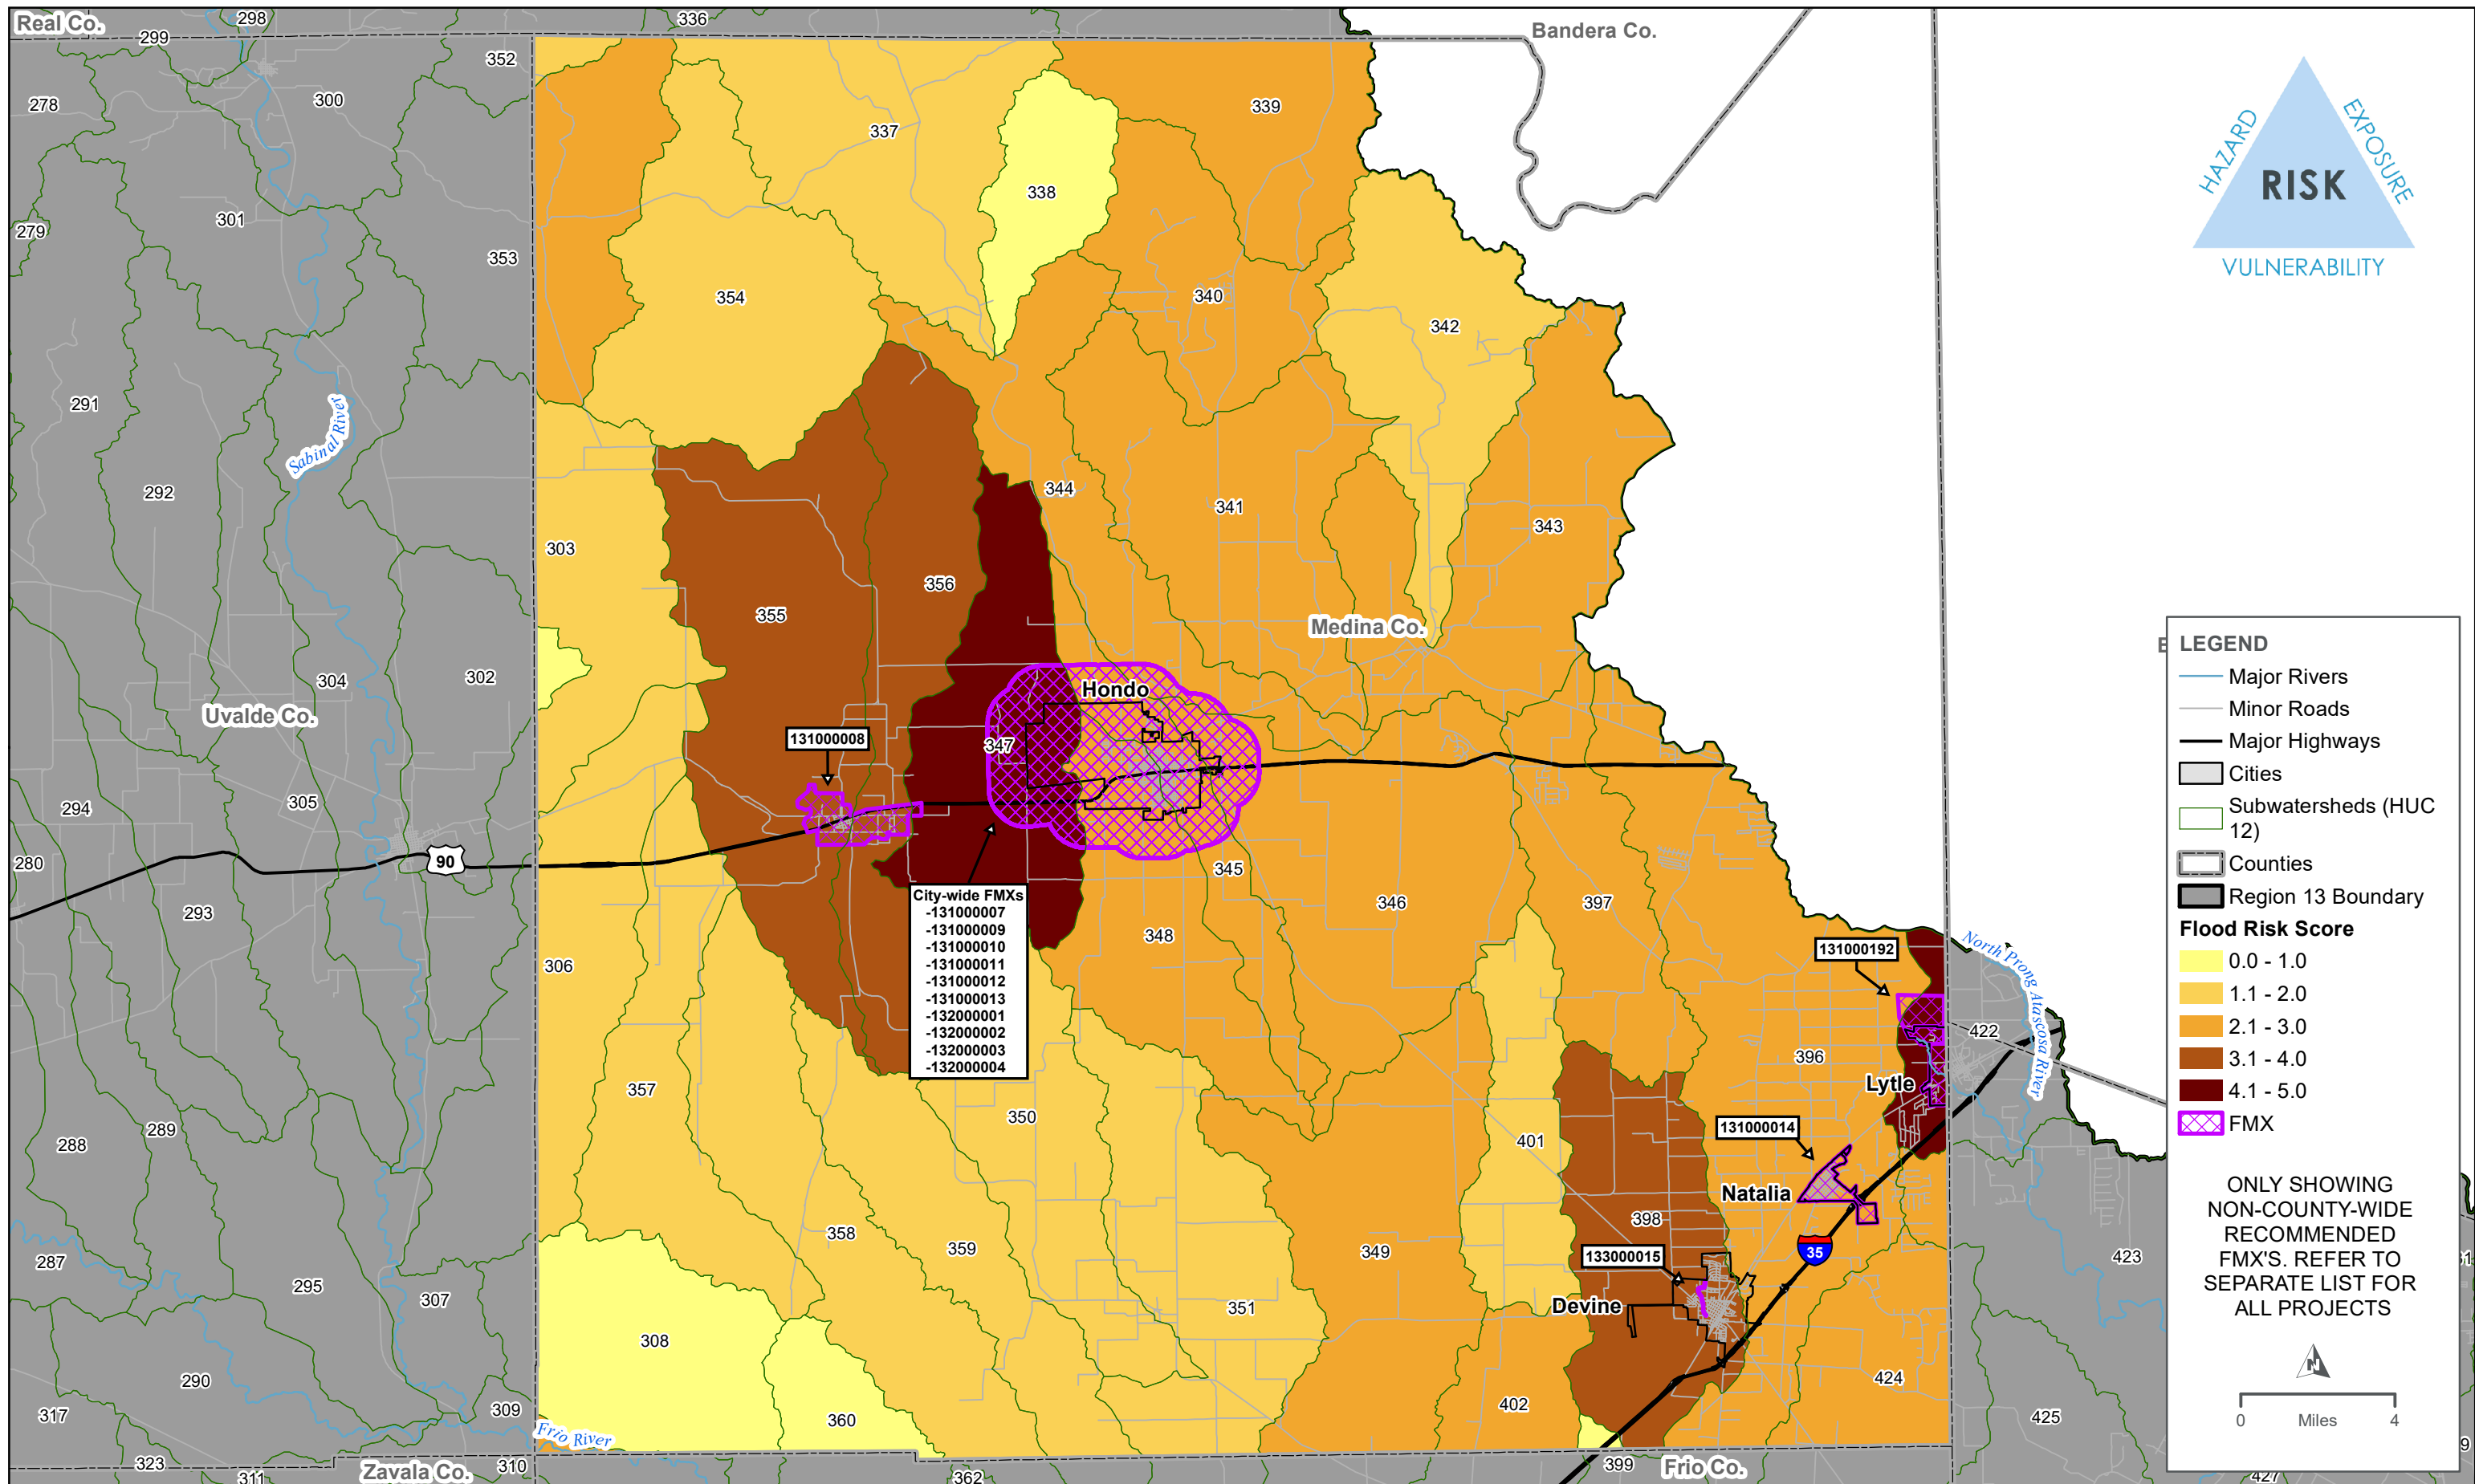 Real Co.
298
299
336
Bandera Co.
352
278
300
339
337
338
301
279
353
354
340
342
HAZARD
EXPOSURE
RISK
VULNERABILITY
291
Sabinal River
292
344
341
343
303
356
355
Medina Co.
304
302
Uvalde Co.
Hondo
131000008
347
294
305
280
90
345
293
346
397
348
City-wide FMXs
-131000007
-131000009
-131000010
-131000011
-131000012
-131000013
-132000001
-132000002
-132000003
-132000004
306
131000192
North Prong Atascosa River
422
396
Lytle
357
350
288
289
401
131000014
Natalia
398
358
359
349
35
287
295
307
133000015
Devine
351
423
308
424
290
309
360
402
317
425
Frio River
323
311
Zavala Co.
310
362
399
Frio Co.
427
LEGEND
Major Rivers
Minor Roads
Major Highways
Cities
Subwatersheds (HUC
12)
Counties
Region 13 Boundary
Flood Risk Score
0.0 - 1.0
1.1 - 2.0
2.1 - 3.0
3.1 - 4.0
4.1 - 5.0
FMX
ONLY SHOWING
NON-COUNTY-WIDE
RECOMMENDED
FMX'S. REFER TO
SEPARATE LIST FOR
ALL PROJECTS
N
0 Miles 4